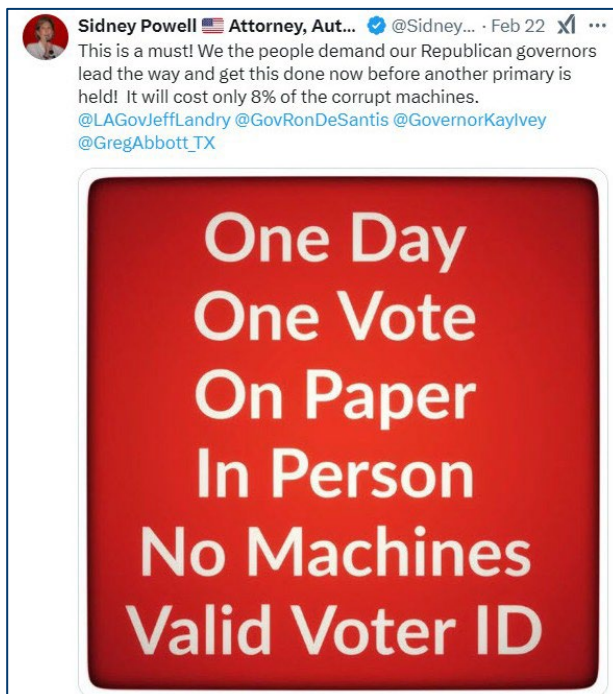 Sidney Powell 🇺🇸 Attorney, Aut... @Sidney... · Feb 22
This is a must! We the people demand our Republican governors
lead the way and get this done now before another primary is
held! It will cost only 8% of the corrupt machines.
@LAGovJeffLandry @GovRonDeSantis @GovernorKayIvey
@GregAbbott_TX
One Day
One Vote
On Paper
In Person
No Machines
Valid Voter ID